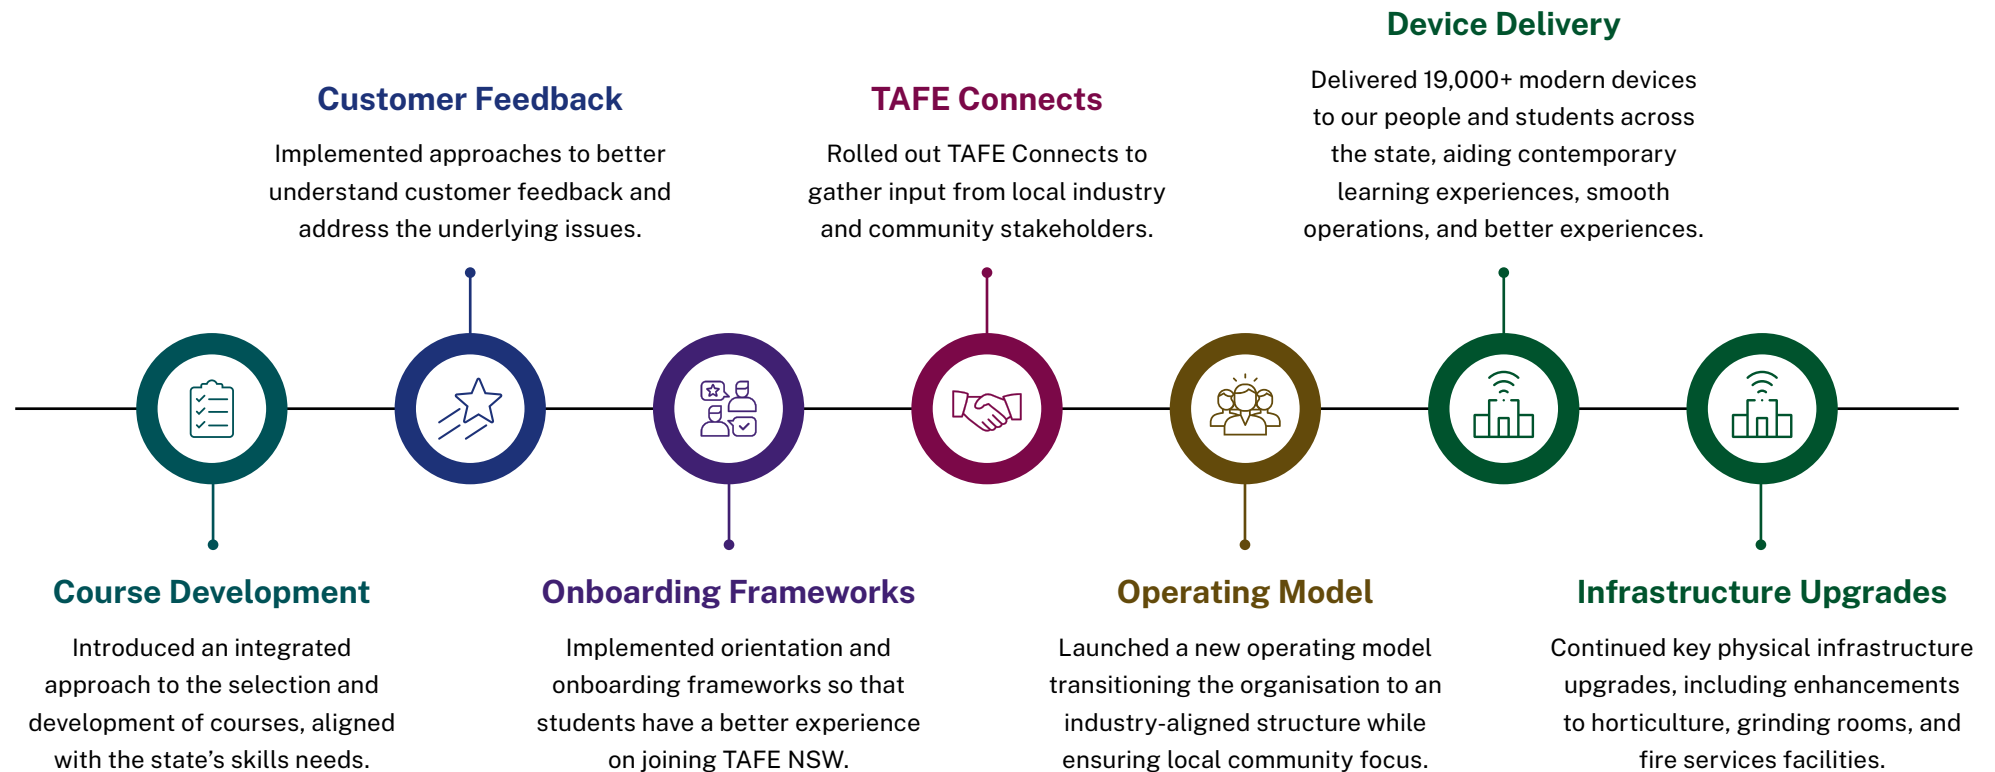 Device Delivery
Delivered 19,000+ modern devices
to our people and students across
the state, aiding contemporary
learning experiences, smooth
operations, and better experiences.
Customer Feedback
Implemented approaches to better
understand customer feedback and
address the underlying issues.
TAFE Connects
Rolled out TAFE Connects to
gather input from local industry
and community stakeholders.
Course Development
Introduced an integrated
approach to the selection and
development of courses, aligned
with the state’s skills needs.
Onboarding Frameworks
Implemented orientation and
onboarding frameworks so that
students have a better experience
on joining TAFE NSW.
Operating Model
Launched a new operating model
transitioning the organisation to an
industry-aligned structure while
ensuring local community focus.
Infrastructure Upgrades
Continued key physical infrastructure
upgrades, including enhancements
to horticulture, grinding rooms, and
fire services facilities.